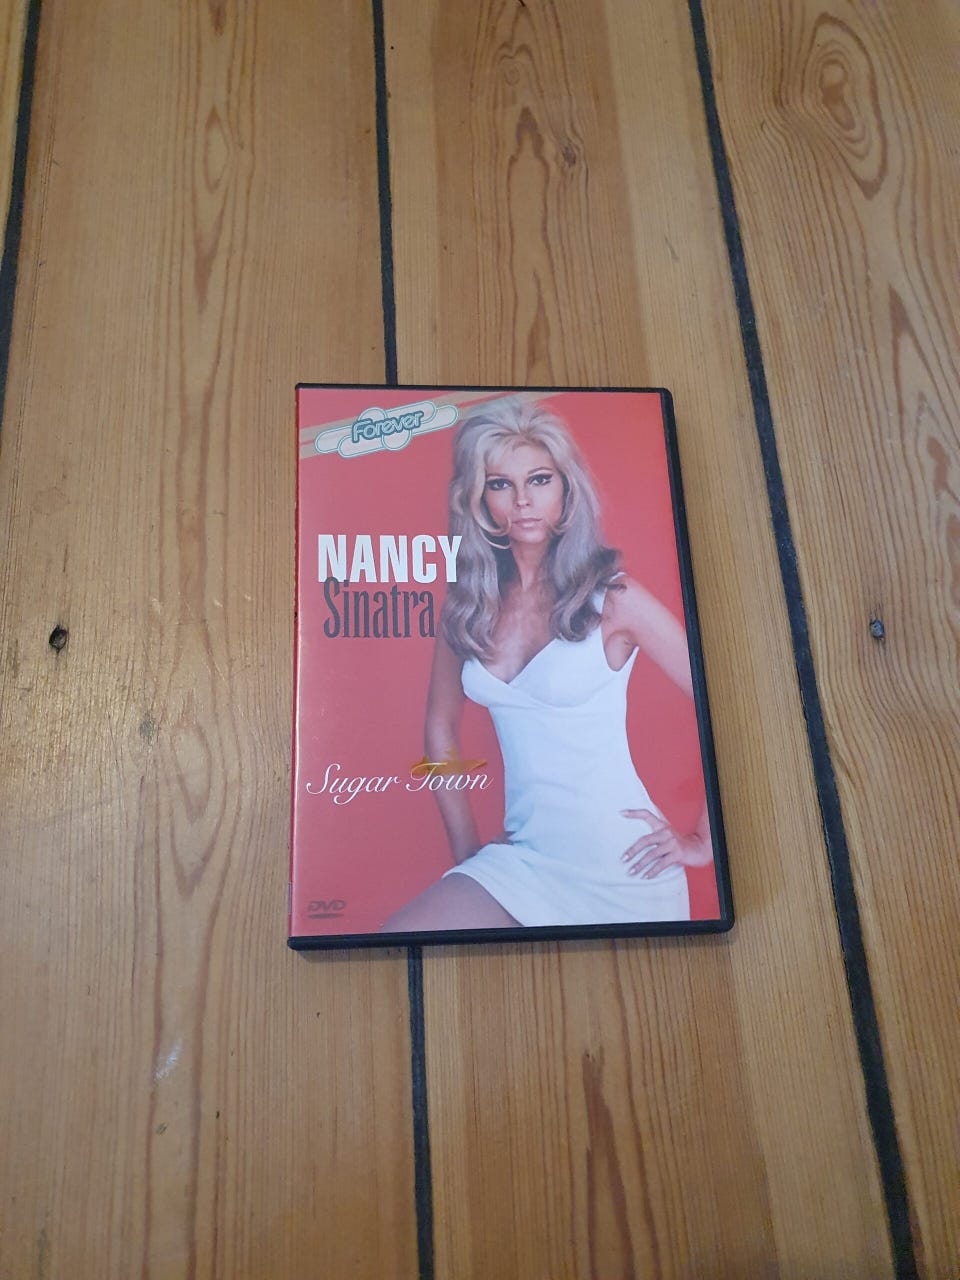 Forever
NANCY
Sinatra
Sugar Town
DVD